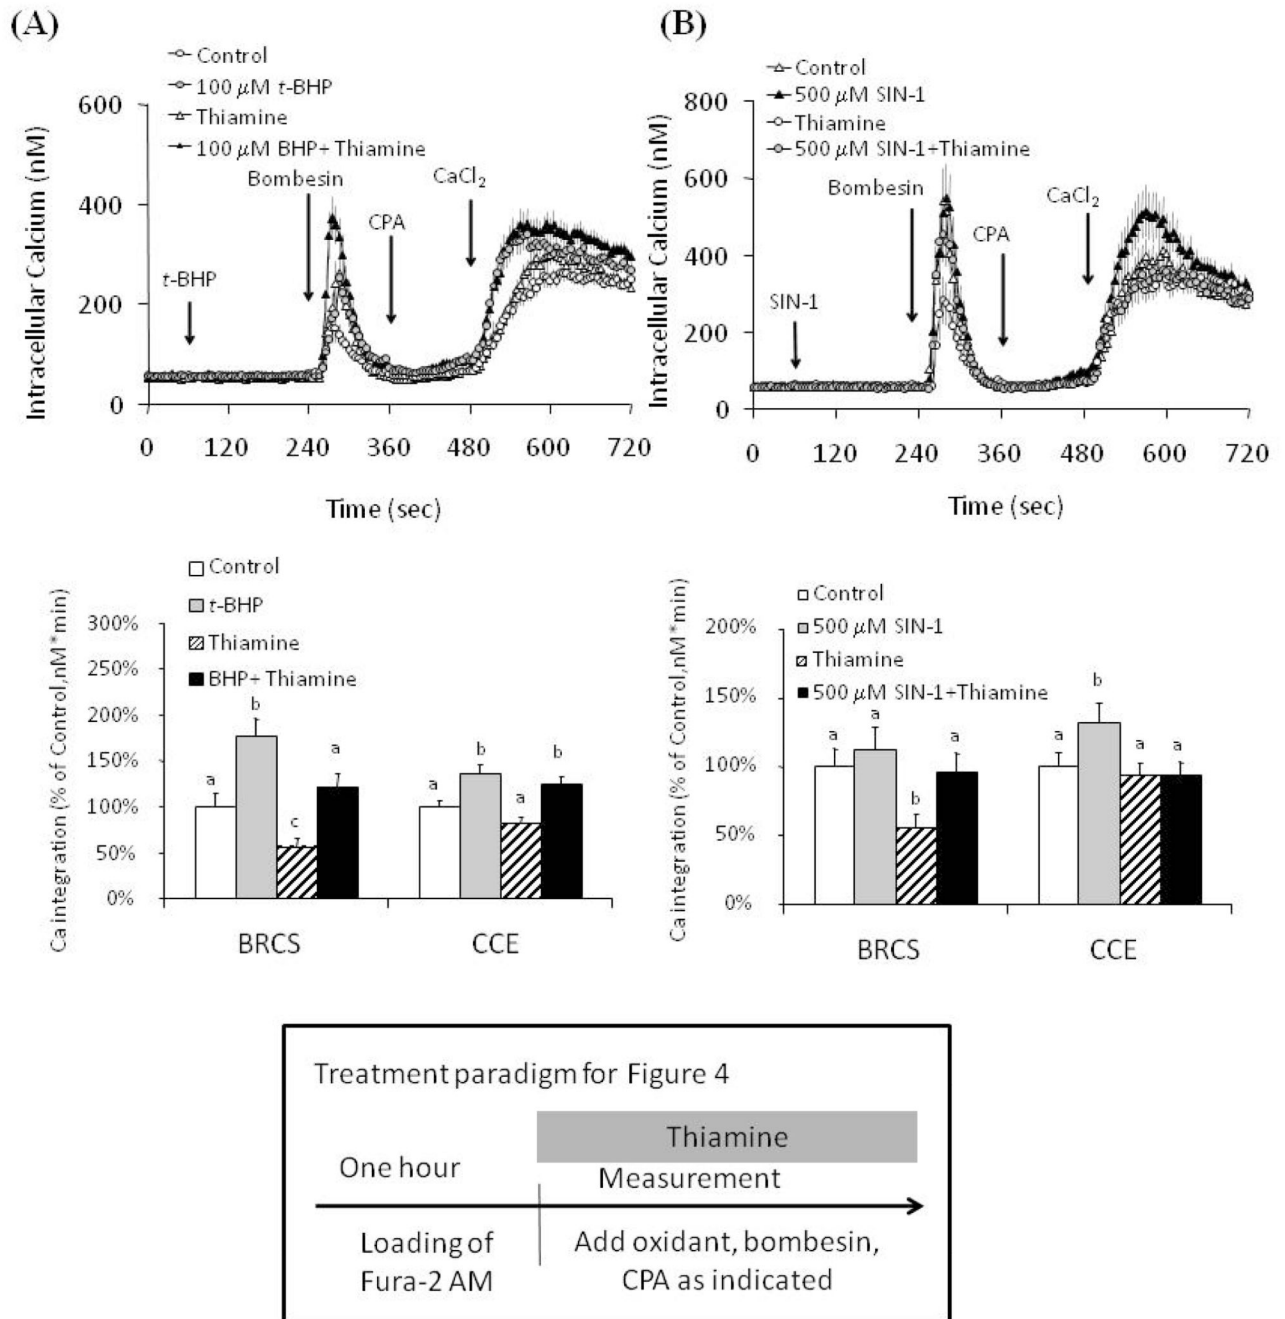 (A)
Control
100 μM t-BHP
Thiamine
100 μM BHP+ Thiamine
Intracellular Calcium (nM)
600
400
200
0
t-BHP
Bombesin
CPA
CaCl2
0 120 240 360 480 600 720
Time (sec)
(B)
Control
500 μM SIN-1
Thiamine
500 μM SIN-1+Thiamine
Intracellular Calcium (nM)
800
600
400
200
0
SIN-1
Bombesin
CPA
CaCl2
0 120 240 360 480 600 720
Time (sec)
Control
t-BHP
Thiamine
BHP+ Thiamine
Ca integration (% of Control,nM*min)
300%
250%
200%
150%
100%
50%
0%
a b c a
b a b
a
BRCS CCE
Control
500 μM SIN-1
Thiamine
500 μM SIN-1+Thiamine
Ca integration (% of Control,nM*min)
200%
150%
100%
50%
0%
a a b a
a b a a
BRCS CCE
Treatment paradigm for Figure 4
Thiamine
One hour
Measurement
Loading of
Fura-2 AM
Add oxidant, bombesin,
CPA as indicated